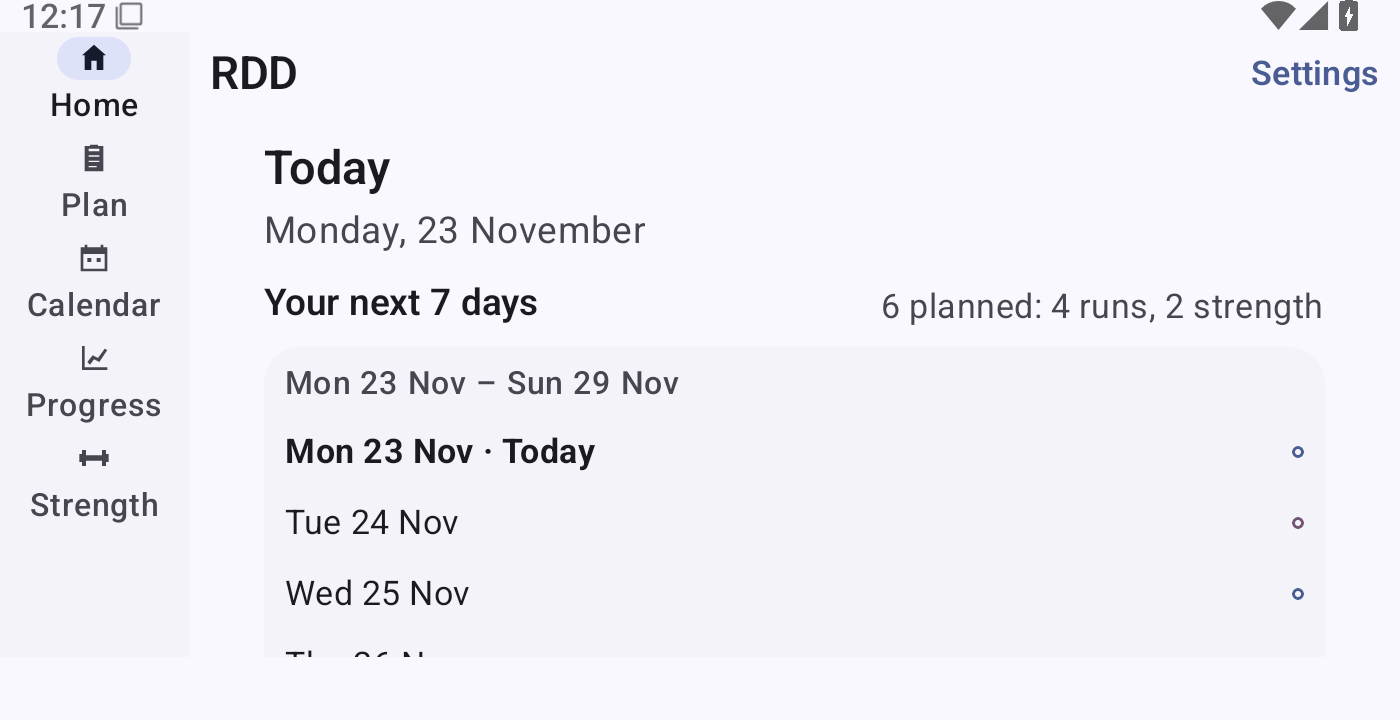 12:17
RDD
Settings
Home
Plan
Calendar
Progress
Strength
Today
Monday, 23 November
Your next 7 days
6 planned: 4 runs, 2 strength
Mon 23 Nov – Sun 29 Nov
Mon 23 Nov · Today
Tue 24 Nov
Wed 25 Nov